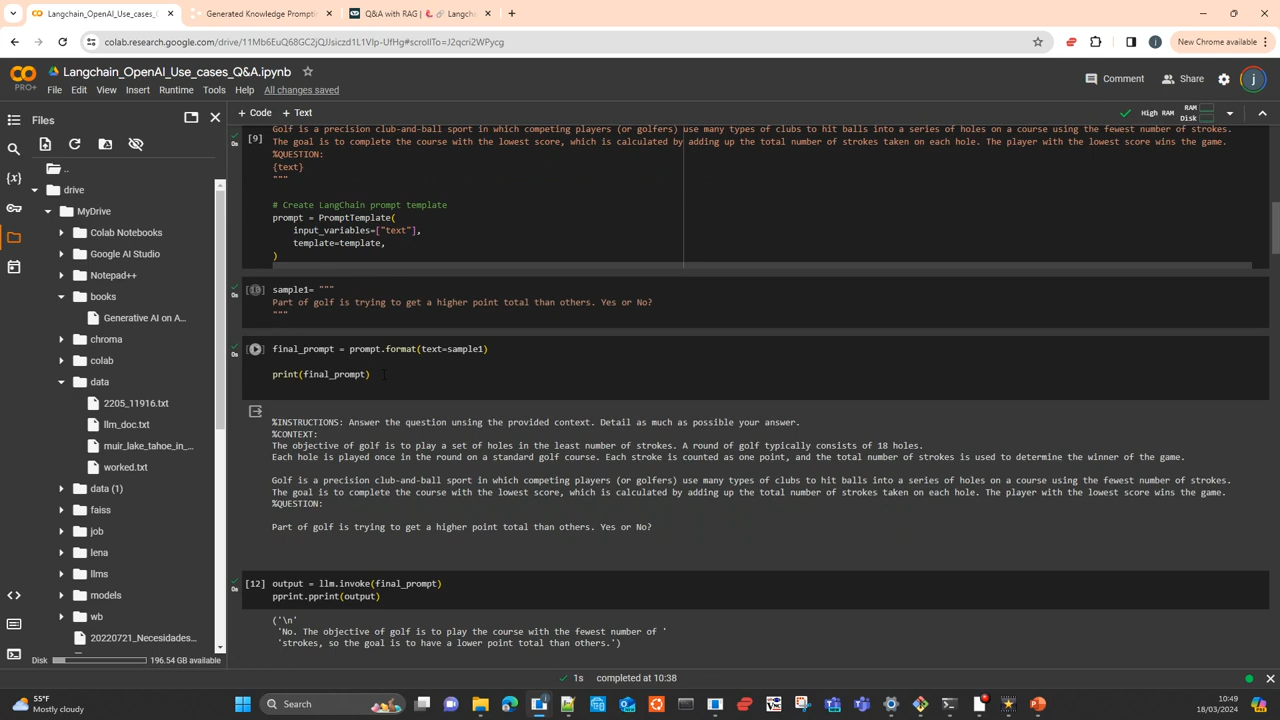 Langchain_OpenAI_Use_cases_C
Generated Knowledge Promptin
Q&A with RAG | 🦜️🔗 Langcha
colab.research.google.com/drive/11Mb6EuQ68GC2jQJJsiczd1L1Vlp-UfHg#scrollTo=J2qcri2WPycg
New Chrome available
Langchain_OpenAI_Use_cases_Q&A.ipynb
PRO+
File Edit View Insert Runtime Tools Help All changes saved
Comment
Share
Files
+ Code + Text
High RAM
RAM
Disk
..
drive
MyDrive
Colab Notebooks
Google AI Studio
Notepad++
books
Generative AI on A...
chroma
colab
data
2205_11916.txt
llm_doc.txt
muir_lake_tahoe_in_...
worked.txt
data (1)
faiss
job
lena
llms
models
wb
20220721_Necesidades...
Disk 196.54 GB available
0s
[9]
Golf is a precision club-and-ball sport in which competing players (or golfers) use many types of clubs to hit balls into a series of holes on a course using the fewest number of strokes.
The goal is to complete the course with the lowest score, which is calculated by adding up the total number of strokes taken on each hole. The player with the lowest score wins the game.
%QUESTION:
{text}
"""
# Create LangChain prompt template
prompt = PromptTemplate(
input_variables=["text"],
template=template,
)
0s
[10] sample1= """
Part of golf is trying to get a higher point total than others. Yes or No?
"""
0s
final_prompt = prompt.format(text=sample1)
print(final_prompt)
%INSTRUCTIONS: Answer the question unsing the provided context. Detail as much as possible your answer.
%CONTEXT:
The objective of golf is to play a set of holes in the least number of strokes. A round of golf typically consists of 18 holes.
Each hole is played once in the round on a standard golf course. Each stroke is counted as one point, and the total number of strokes is used to determine the winner of the game.
Golf is a precision club-and-ball sport in which competing players (or golfers) use many types of clubs to hit balls into a series of holes on a course using the fewest number of strokes.
The goal is to complete the course with the lowest score, which is calculated by adding up the total number of strokes taken on each hole. The player with the lowest score wins the game.
%QUESTION:
Part of golf is trying to get a higher point total than others. Yes or No?
0s
[12] output = llm.invoke(final_prompt)
pprint.pprint(output)
('\n'
'No. The objective of golf is to play the course with the fewest number of '
'strokes, so the goal is to have a lower point total than others.')
1s completed at 10:38
55°F
Mostly cloudy
Search
10:49
18/03/2024